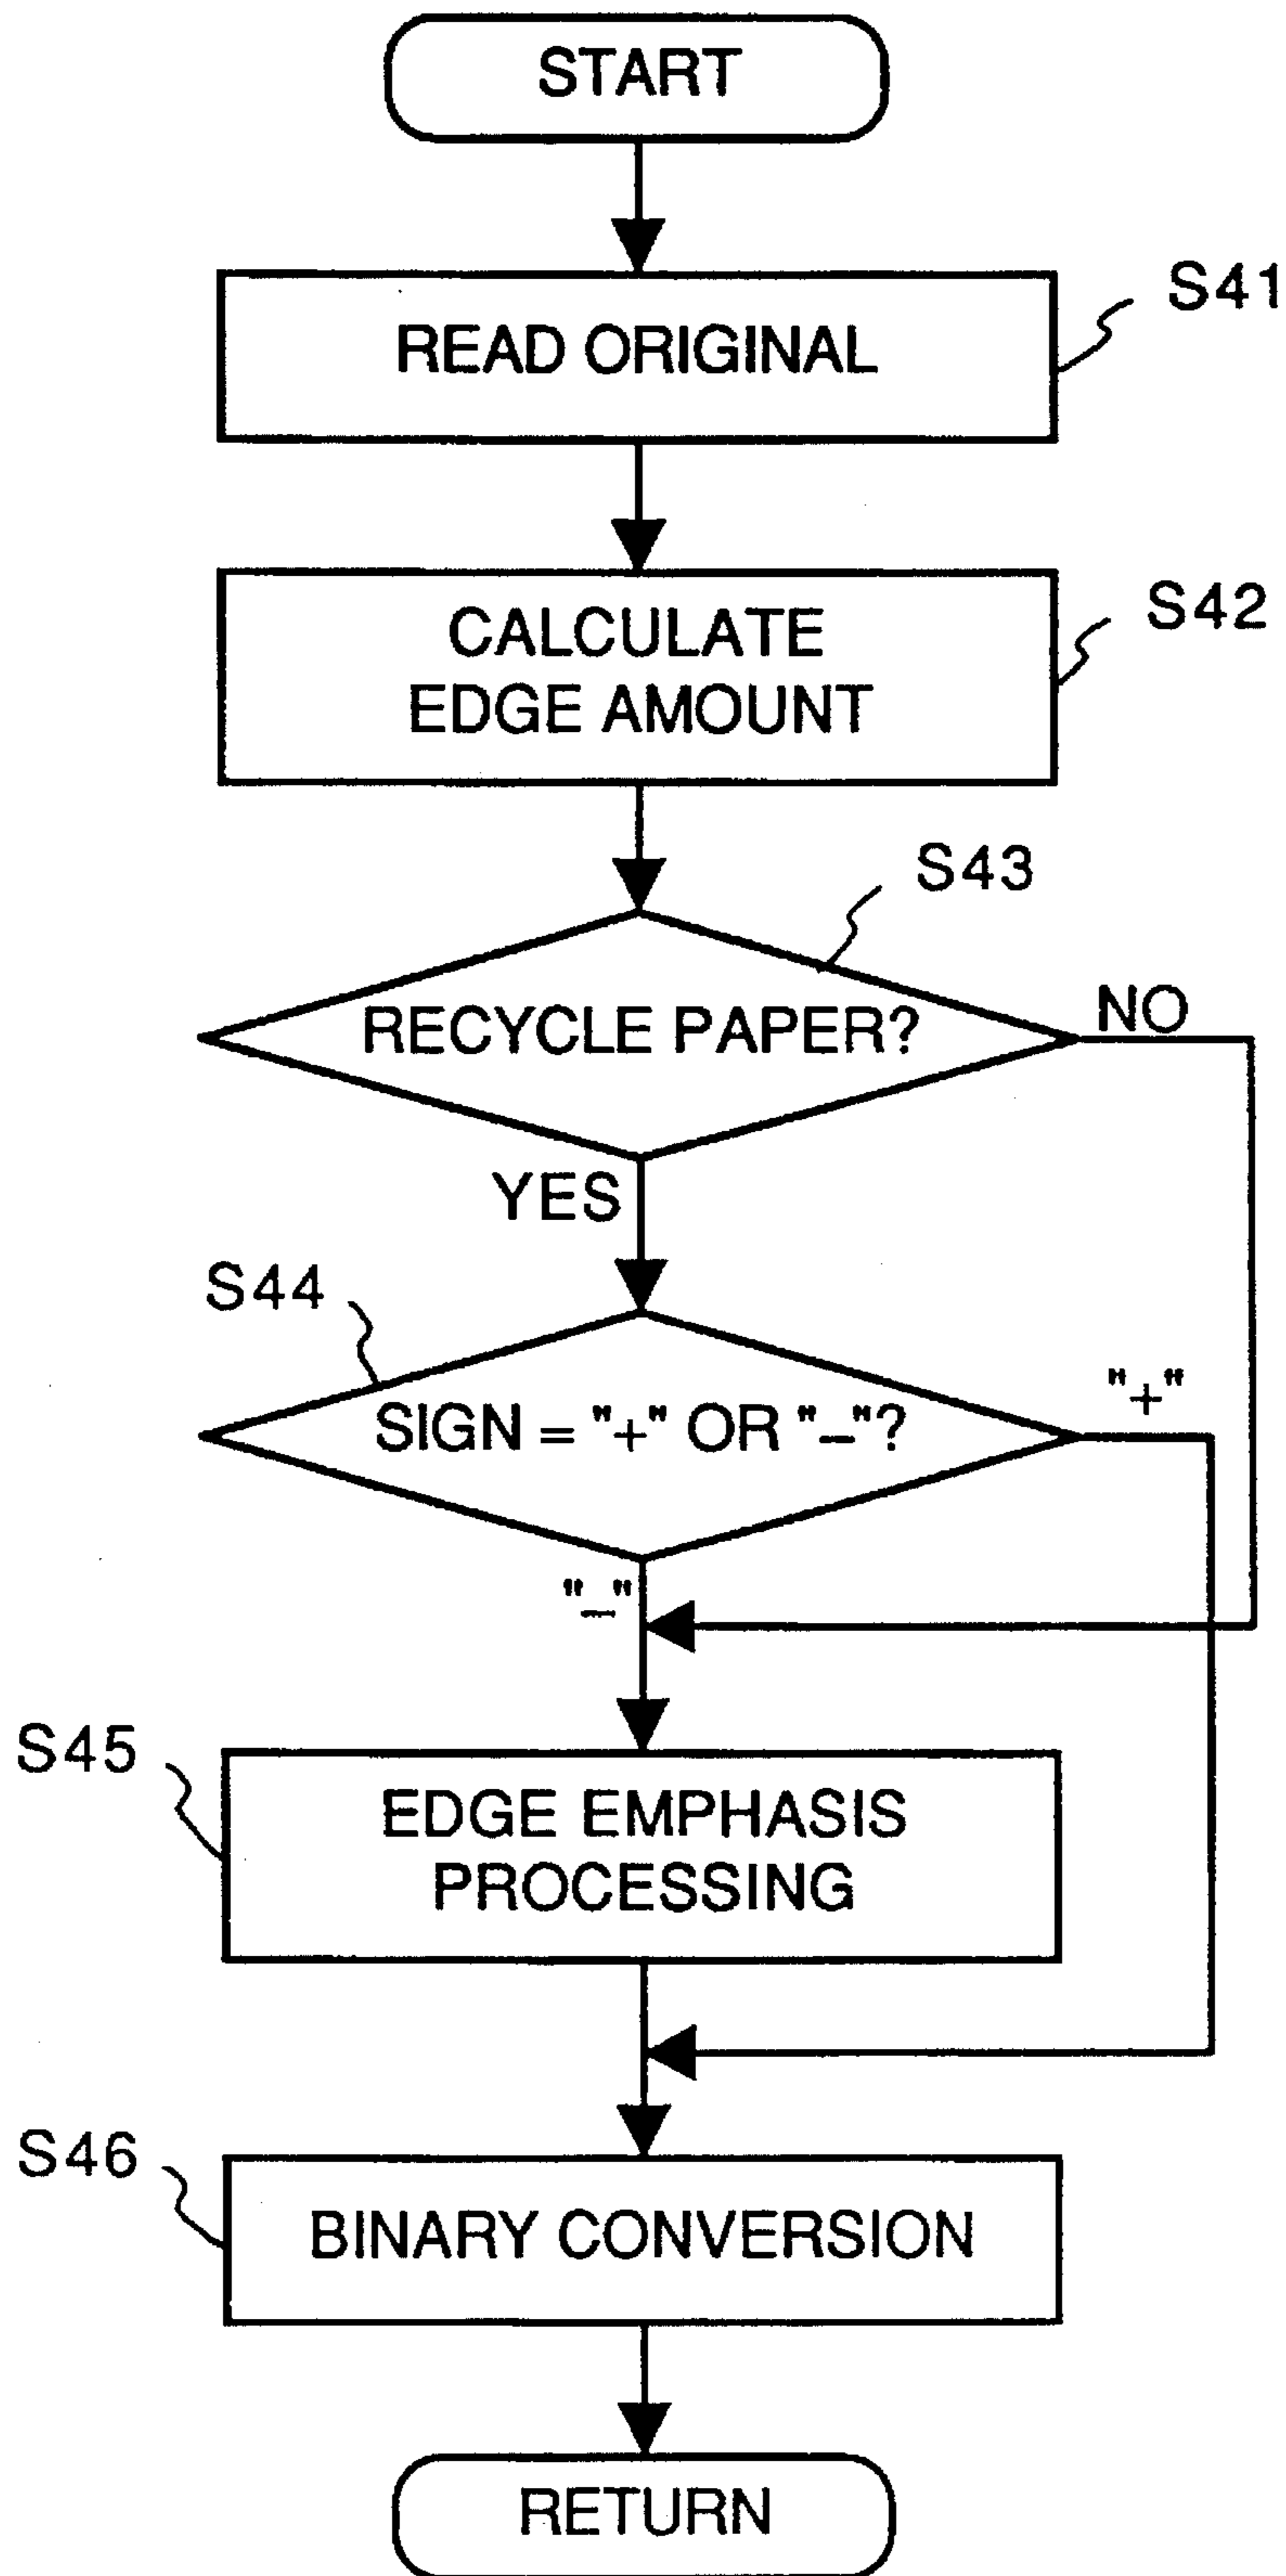 START
S41
READ ORIGINAL
S42
CALCULATE
EDGE AMOUNT
S43
RECYCLE PAPER?
NO
YES
S44
SIGN = "+" OR "–"?
"+"
"–"
S45
EDGE EMPHASIS
PROCESSING
S46
BINARY CONVERSION
RETURN